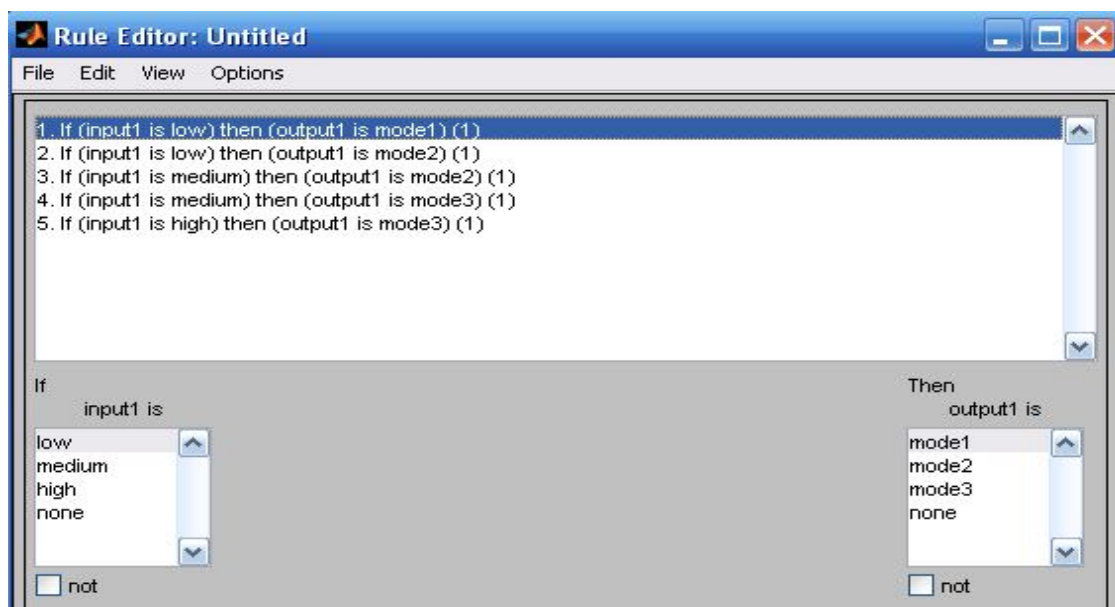 Rule Editor: Untitled
File Edit View Options
1. If (input1 is low) then (output1 is mode1) (1)
2. If (input1 is low) then (output1 is mode2) (1)
3. If (input1 is medium) then (output1 is mode2) (1)
4. If (input1 is medium) then (output1 is mode3) (1)
5. If (input1 is high) then (output1 is mode3) (1)
If
input1 is
low
medium
high
none
not
Then
output1 is
mode1
mode2
mode3
none
not